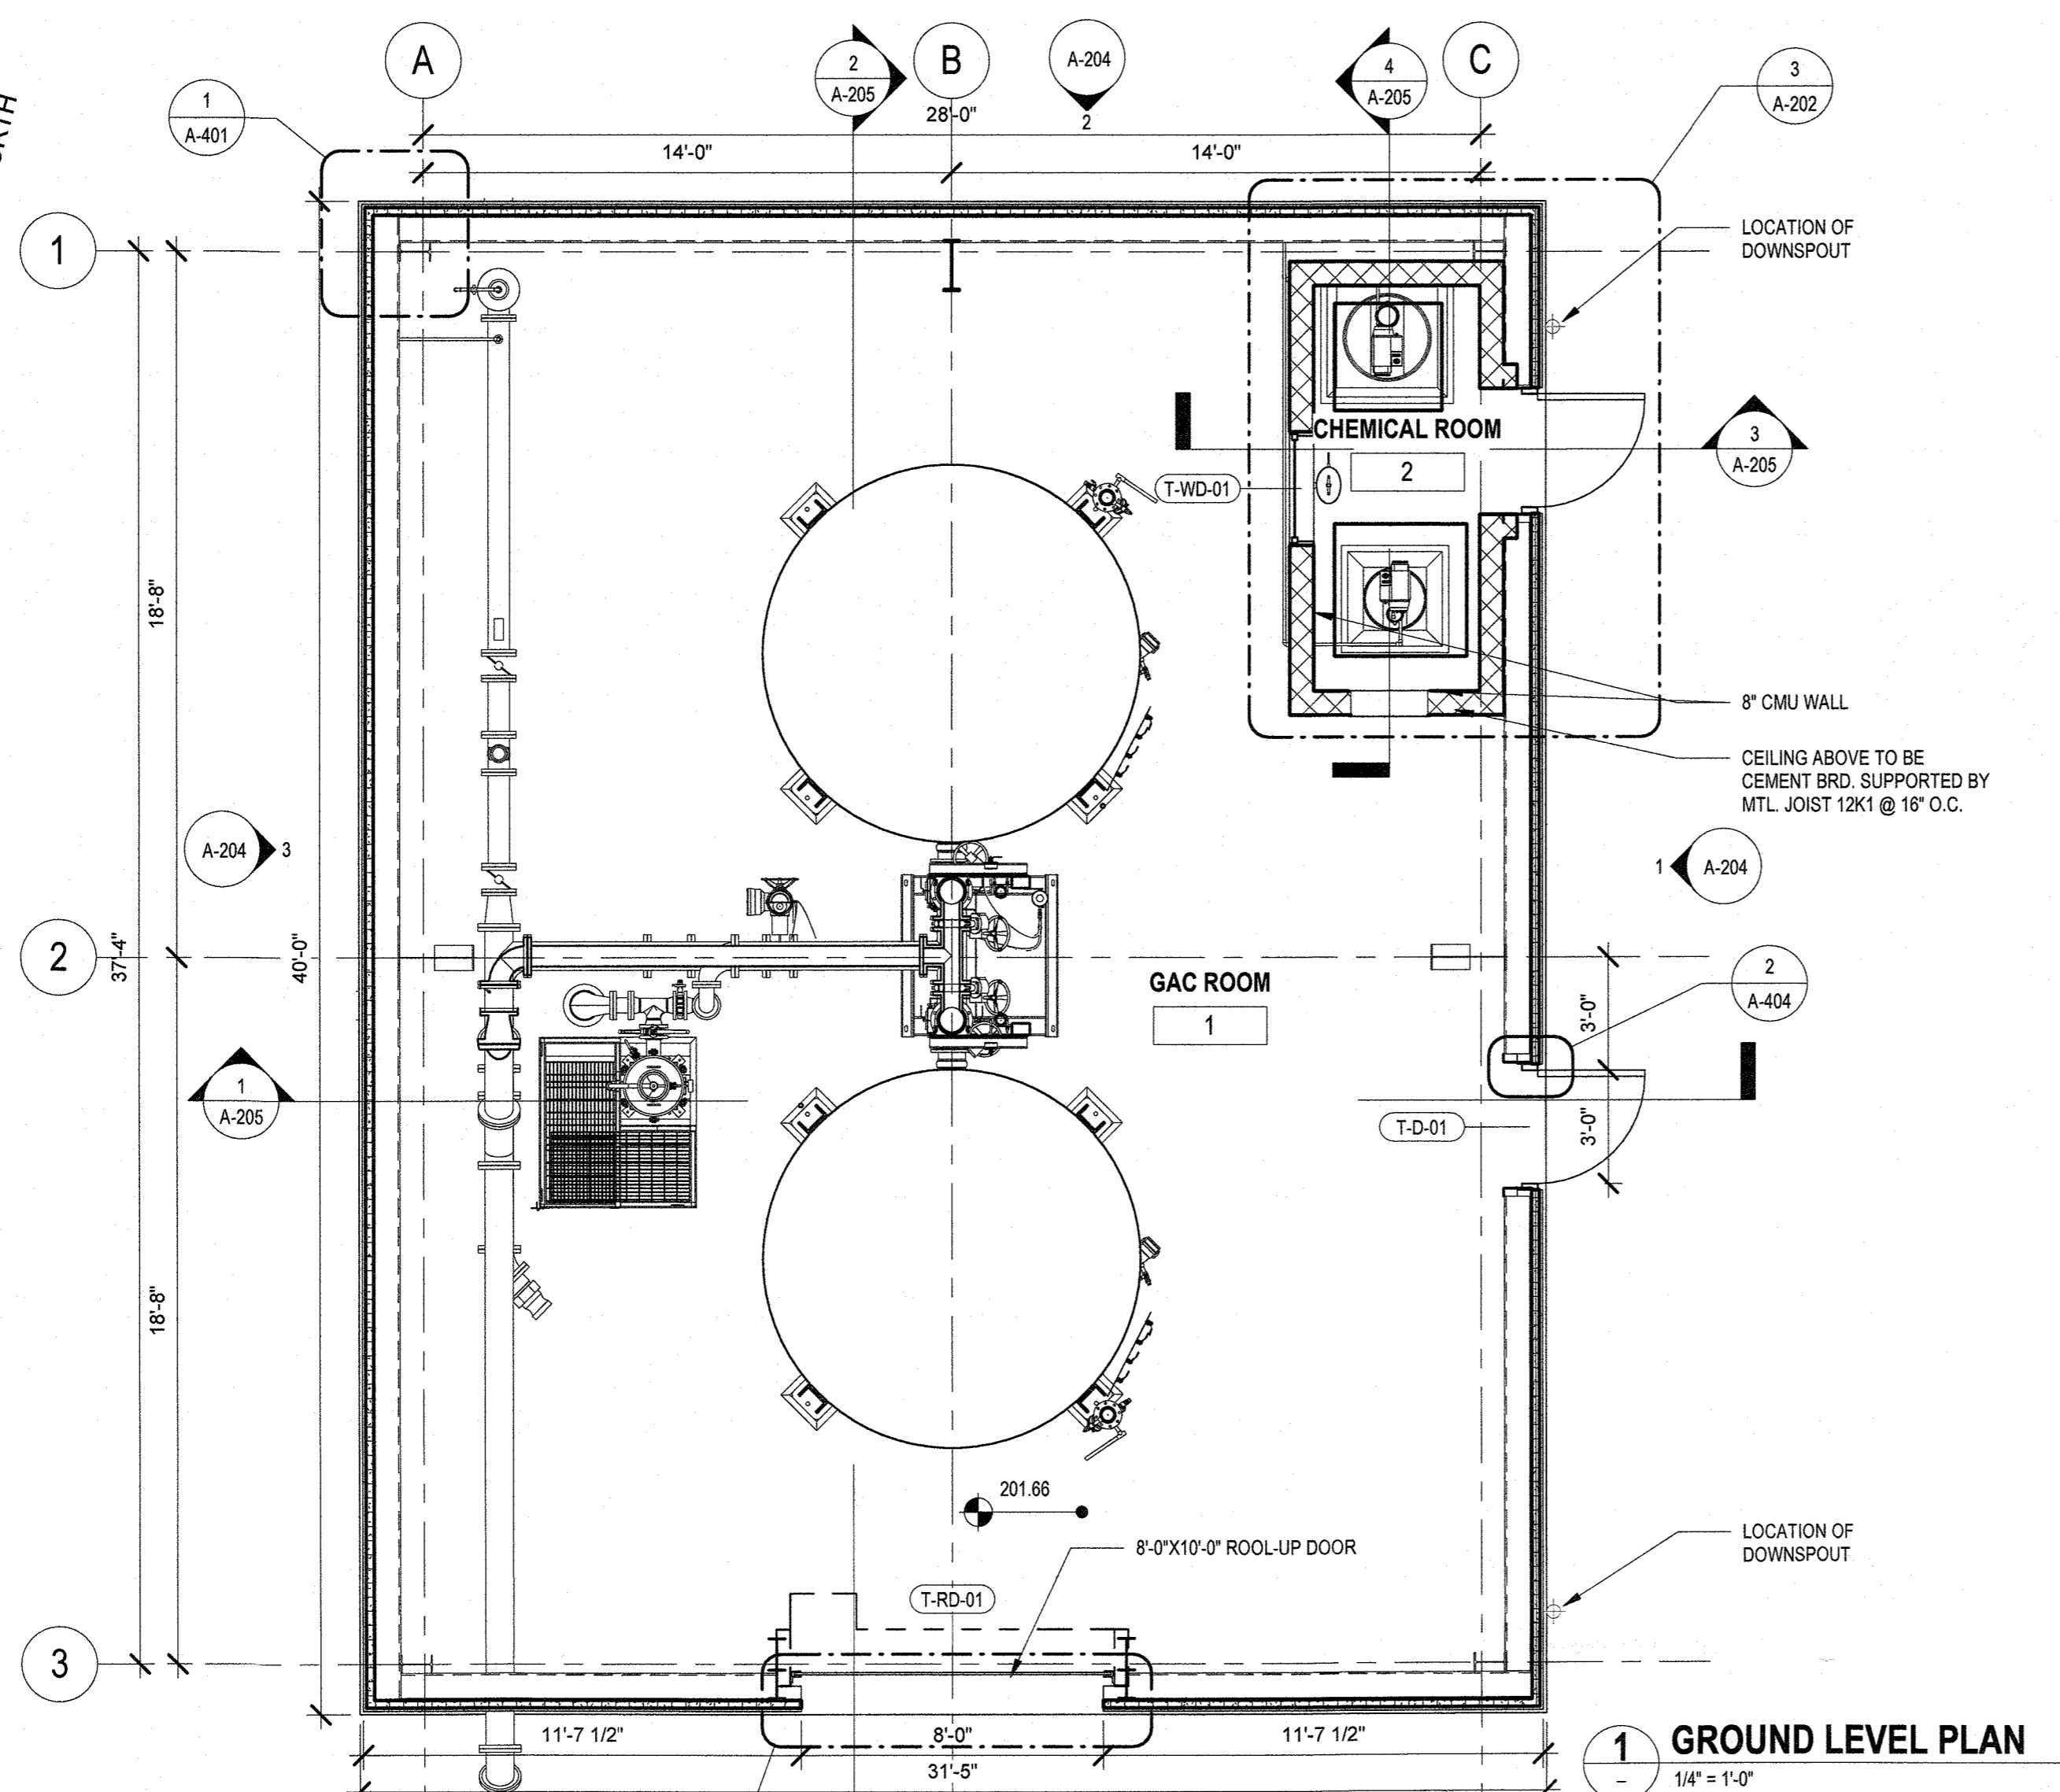 A
B
C
2
A-205
A-204
2
4
A-205
3
A-202
1
A-401
28'-0"
14'-0"
14'-0"
1
LOCATION OF
DOWNSPOUT
CHEMICAL ROOM
2
T-WD-01
3
A-205
18'-8"
8" CMU WALL
CEILING ABOVE TO BE
CEMENT BRD. SUPPORTED BY
MTL. JOIST 12K1 @ 16" O.C.
A-204
3
1
A-204
2
37'-4"
40'-0"
GAC ROOM
1
2
A-404
3'-0"
3'-0"
1
A-205
T-D-01
18'-8"
201.66
8'-0"X10'-0" ROOL-UP DOOR
T-RD-01
LOCATION OF
DOWNSPOUT
3
11'-7 1/2"
8'-0"
11'-7 1/2"
31'-5"
1
–
GROUND LEVEL PLAN
1/4" = 1'-0"